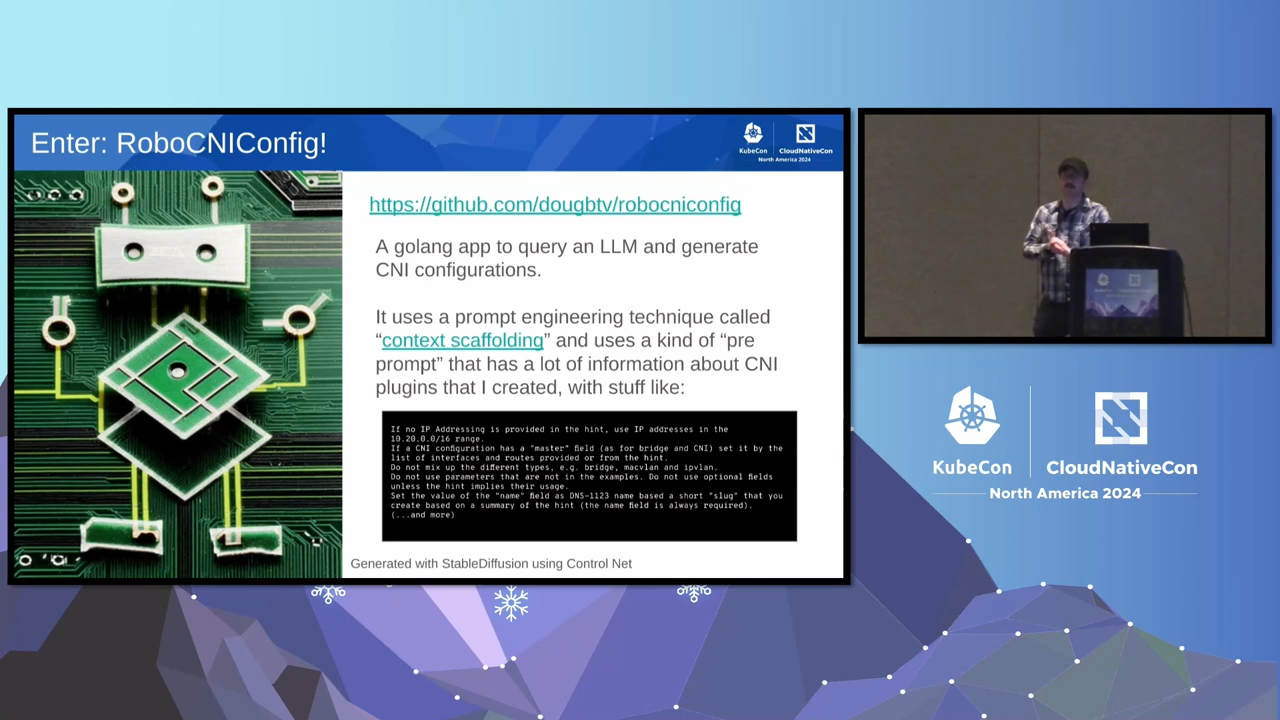 Enter: RoboCNIConfig!
KubeCon
CloudNativeCon
North America 2024
https://github.com/dougbtv/robocniconfig
A golang app to query an LLM and generate
CNI configurations.
It uses a prompt engineering technique called
“context scaffolding” and uses a kind of “pre
prompt” that has a lot of information about CNI
plugins that I created, with stuff like:
If no IP Addressing is provided in the hint, use IP addresses in the
10.20.0.0/16 range.
If a CNI configuration has a "master" field (as for bridge and CNI) set it by the
list of interfaces and routes provided or from the hint.
Do not mix up the different types, e.g. bridge, macvlan and ipvlan.
Do not use parameters that are not in the examples. Do not use optional fields
unless the hint implies their usage.
Set the value of the "name" field as DNS-1123 name based a short "slug" that you
create based on a summary of the hint (the name field is always required).
(...and more)
Generated with StableDiffusion using Control Net
KubeCon
CloudNativeCon
North America 2024